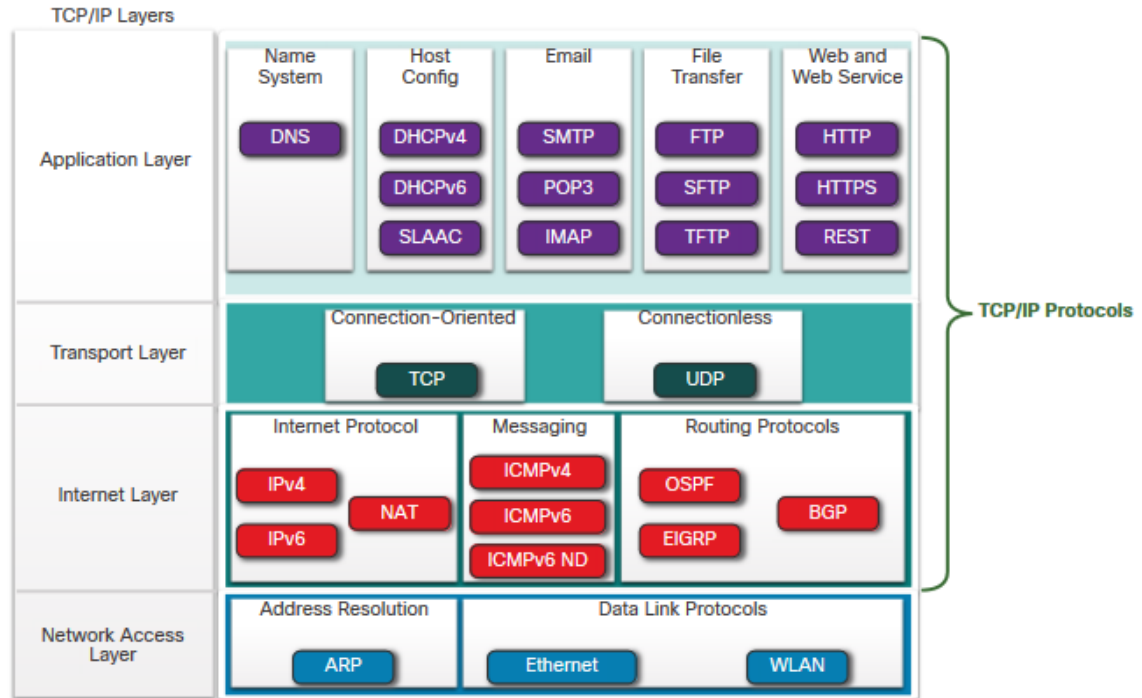 TCP/IP Layers
Application Layer
Name
System
DNS
Host
Config
DHCPv4
DHCPv6
SLAAC
Email
SMTP
POP3
IMAP
File
Transfer
FTP
SFTP
TFTP
Web and
Web Service
HTTP
HTTPS
REST
TCP/IP Protocols
Transport Layer
Connection-Oriented
TCP
Connectionless
UDP
Internet Layer
Internet Protocol
IPv4
NAT
IPv6
Messaging
ICMPv4
ICMPv6
ICMPv6 ND
Routing Protocols
OSPF
BGP
EIGRP
Network Access
Layer
Address Resolution
ARP
Data Link Protocols
Ethernet
WLAN